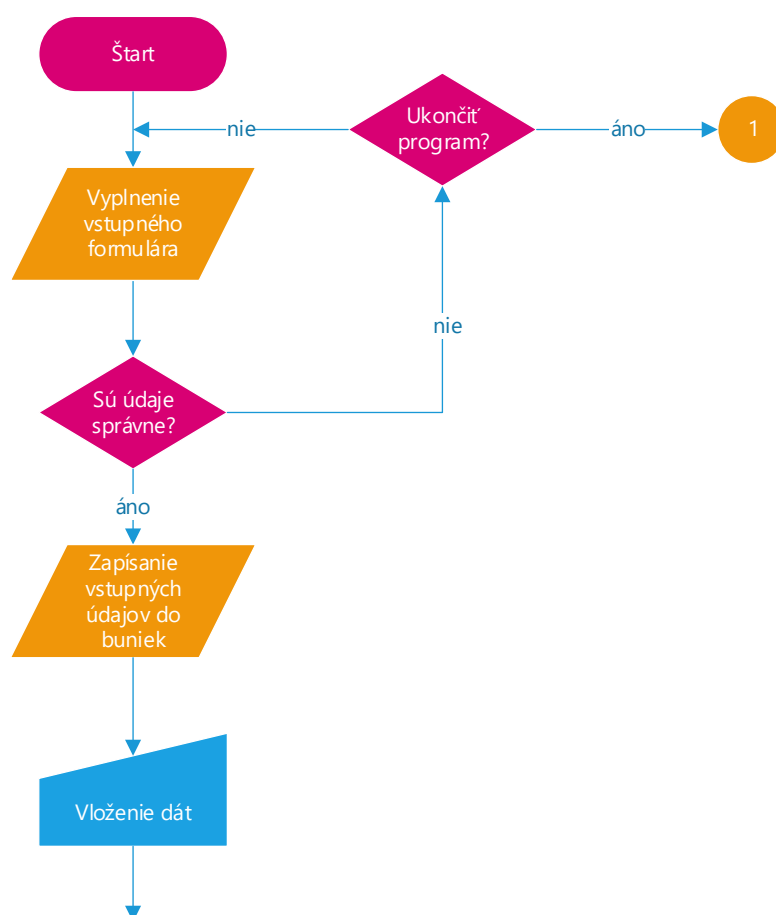 Štart
Ukončiť
program?
nie
áno
1
Vyplnenie
vstupného
formulára
nie
Sú údaje
správne?
áno
Zapísanie
vstupných
údajov do
buniek
Vloženie dát